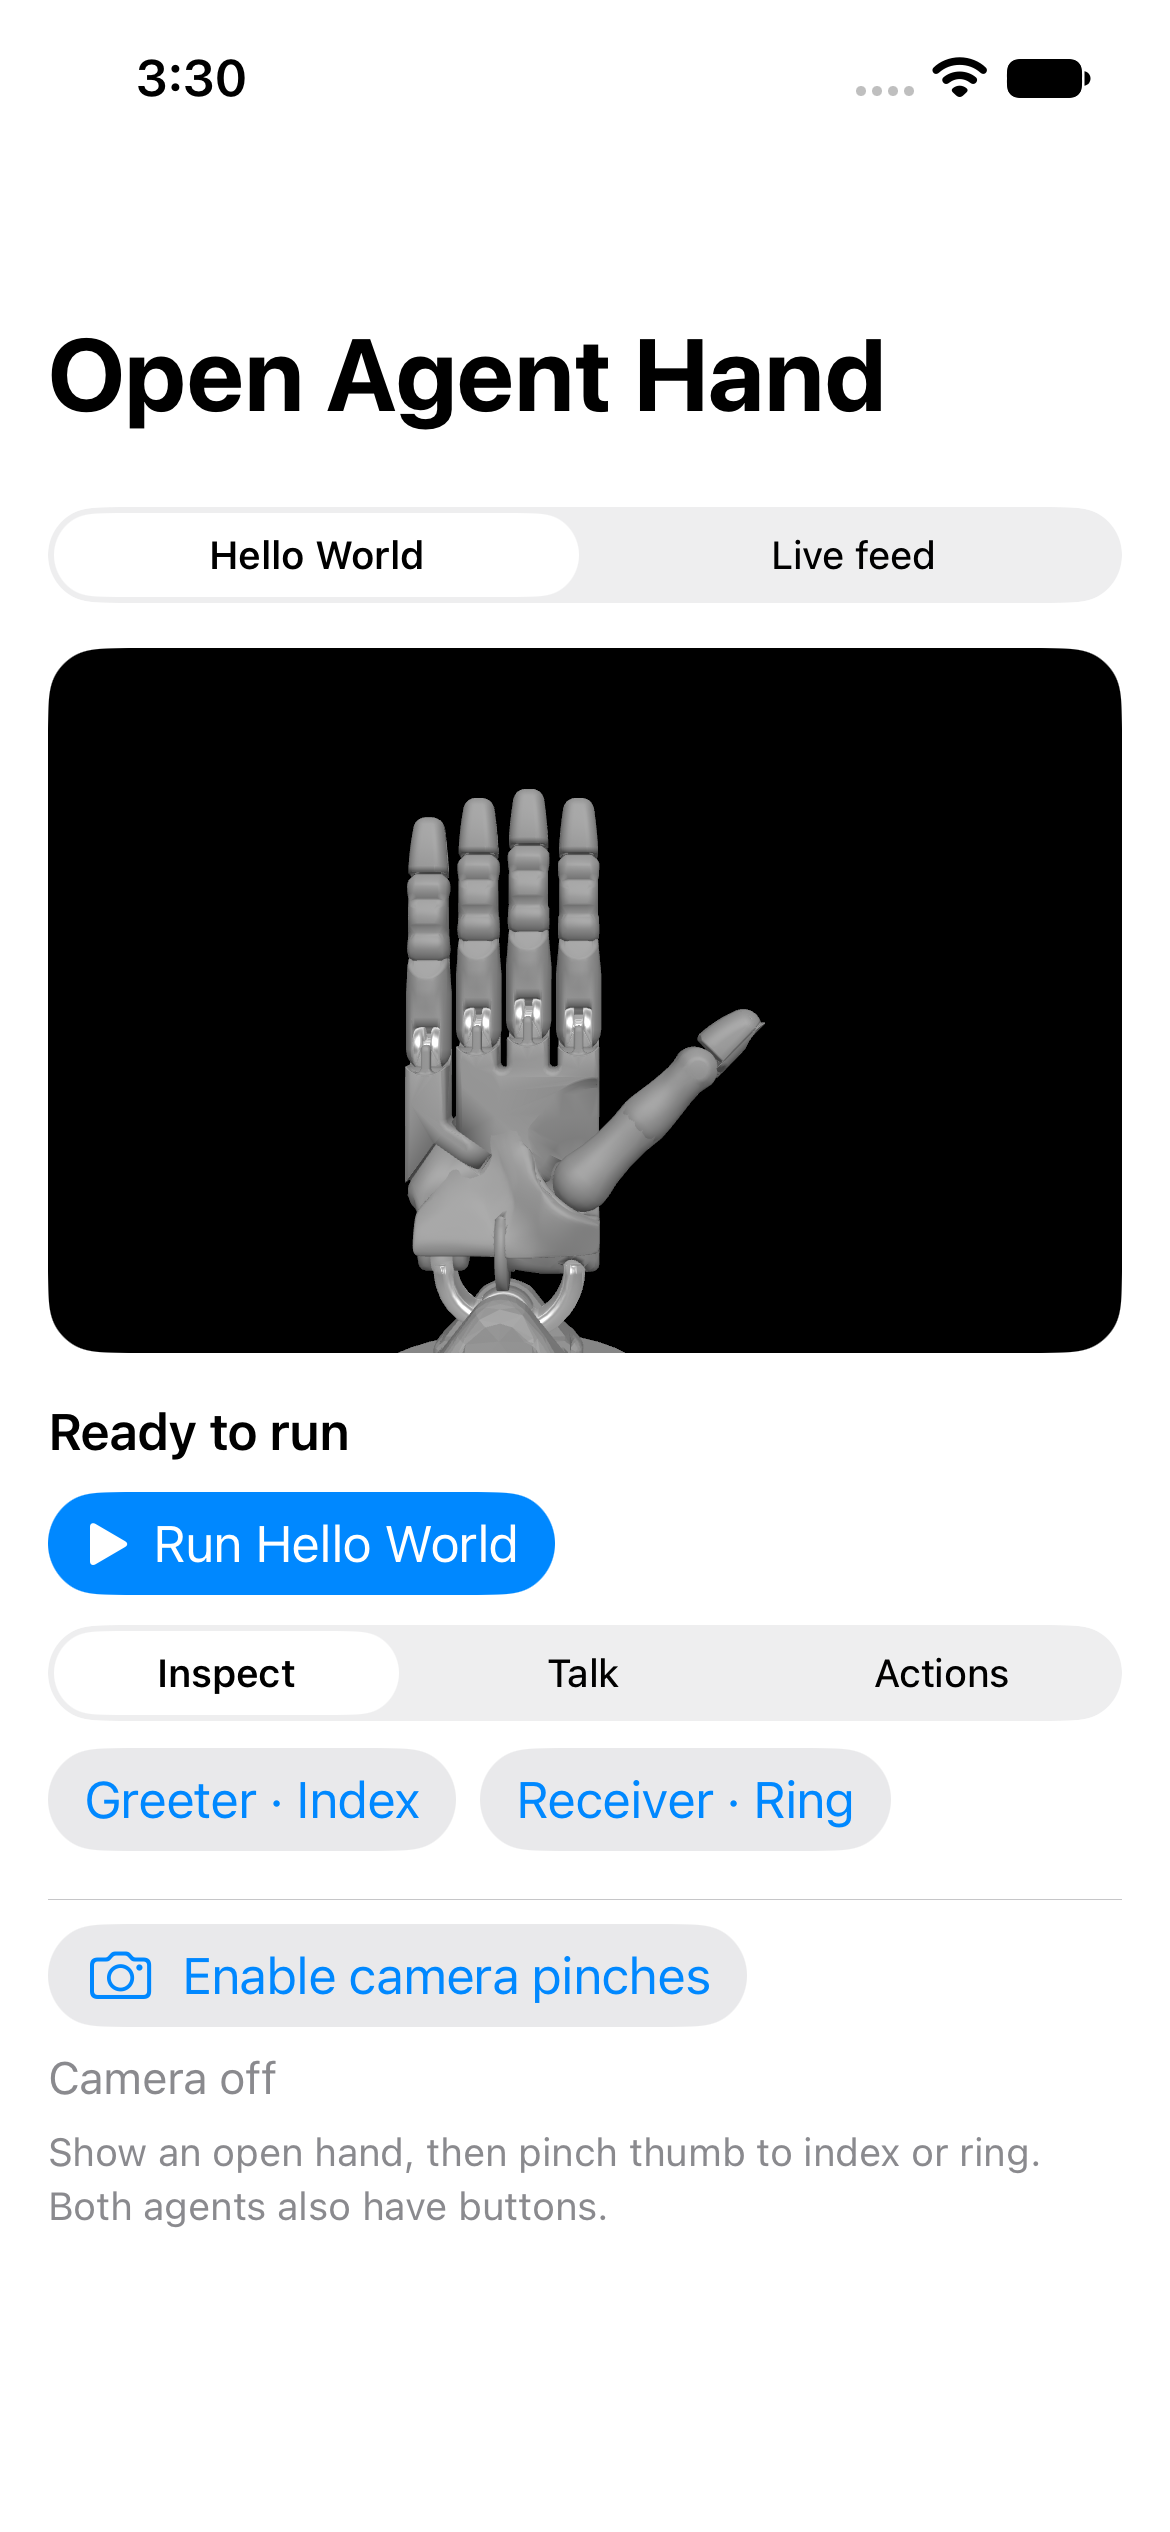 3:30
Open Agent Hand
Hello World
Live feed
Ready to run
Run Hello World
Inspect
Talk
Actions
Greeter · Index
Receiver · Ring
Enable camera pinches
Camera off
Show an open hand, then pinch thumb to index or ring.
Both agents also have buttons.